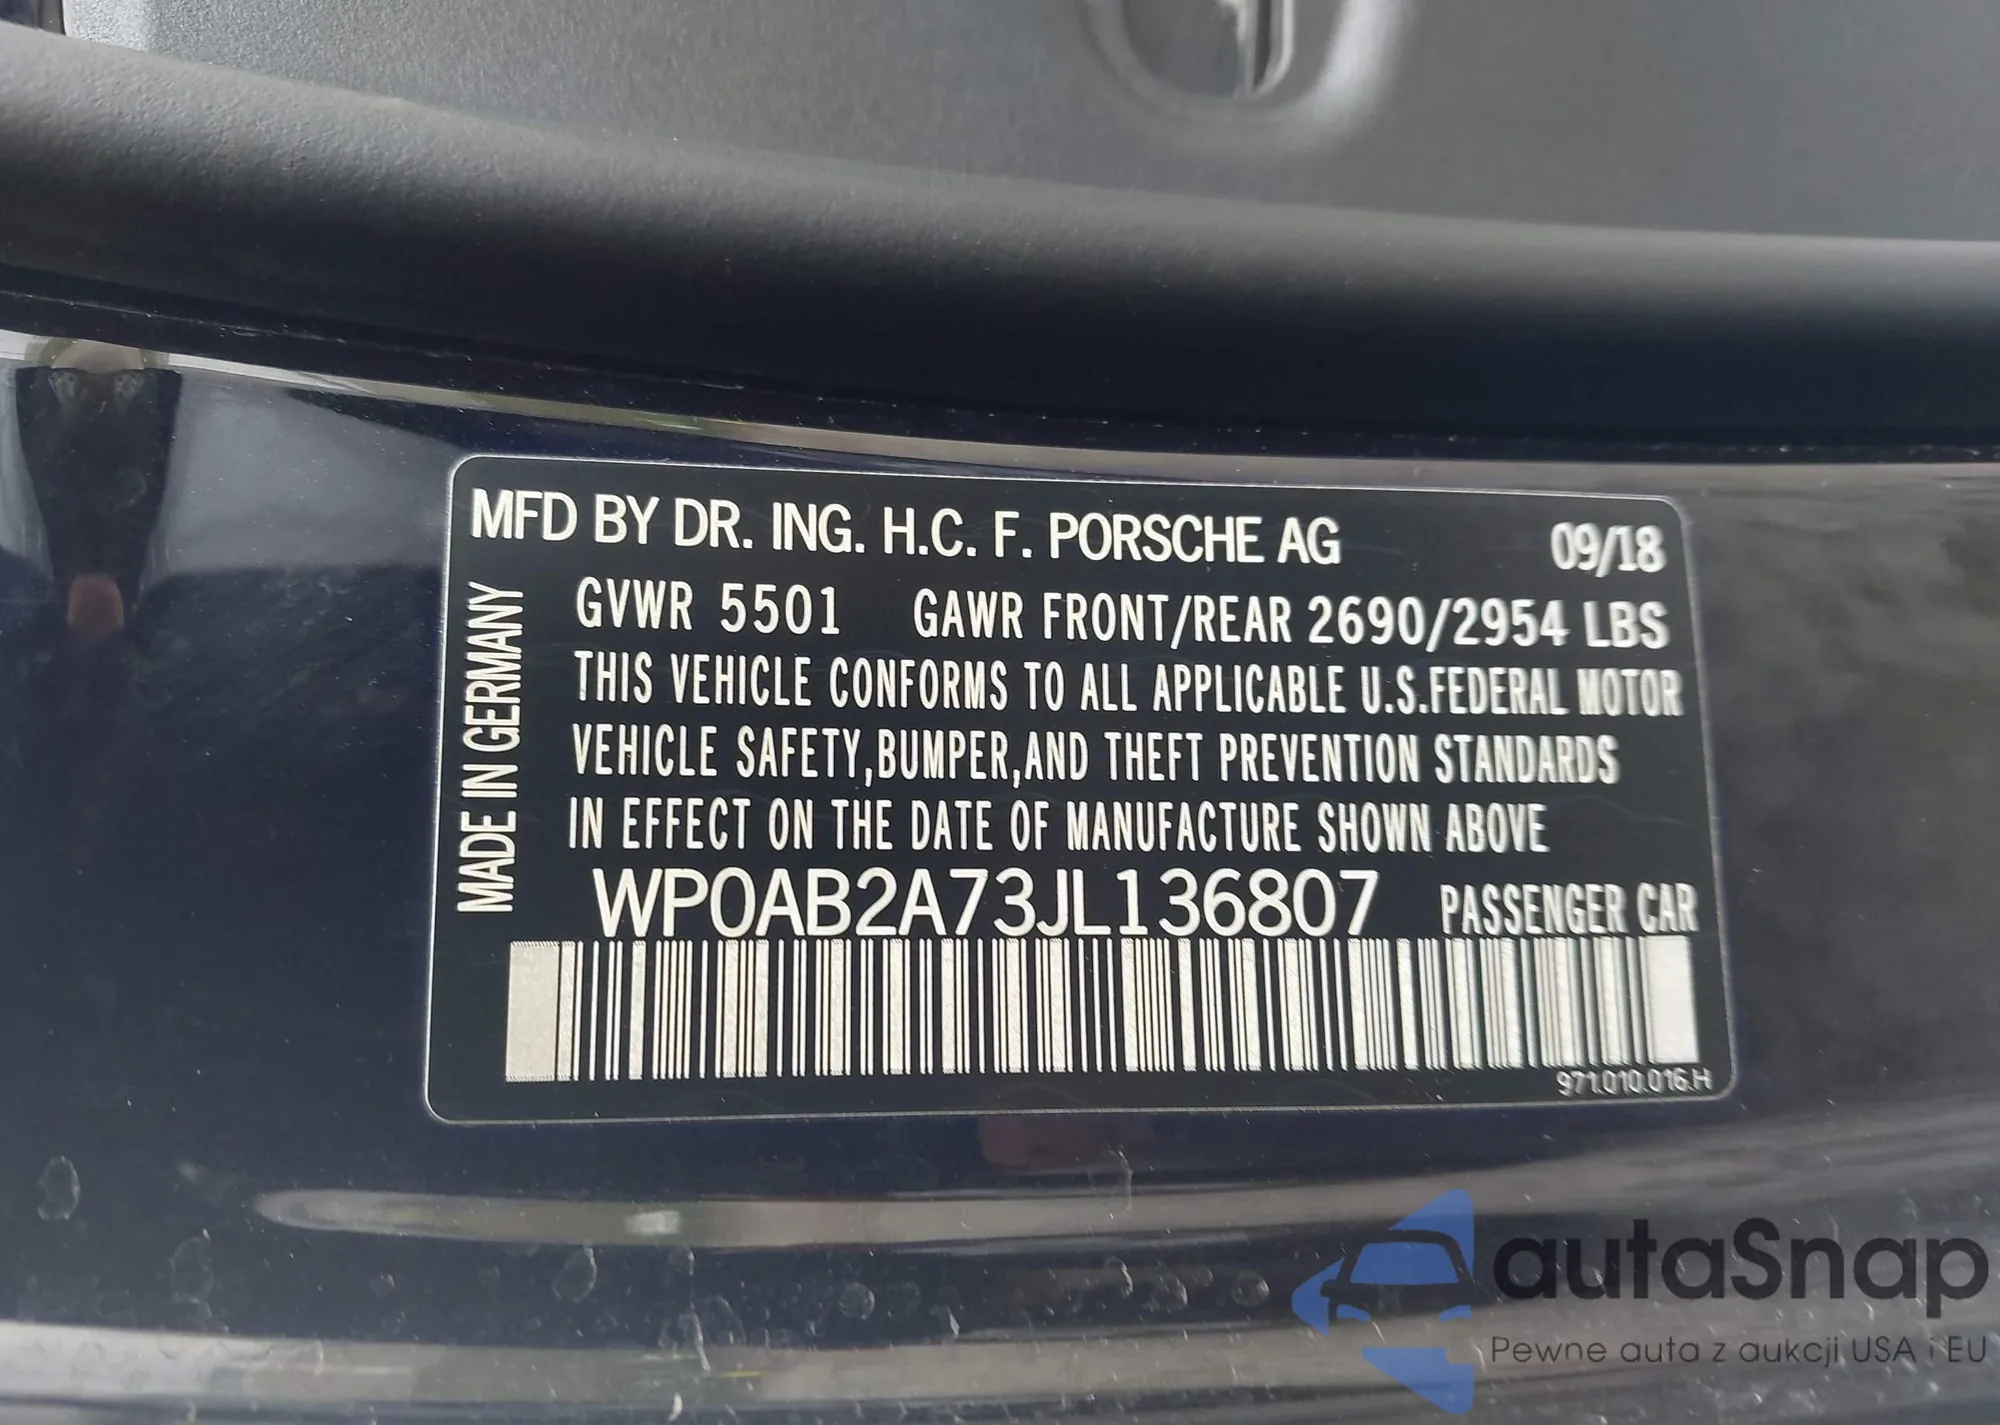 MFD BY DR. ING. H.C. F. PORSCHE AG 09/18
GVWR 5501 GAWR FRONT/REAR 2690/2954 LBS
THIS VEHICLE CONFORMS TO ALL APPLICABLE U.S.FEDERAL MOTOR
VEHICLE SAFETY,BUMPER,AND THEFT PREVENTION STANDARDS
IN EFFECT ON THE DATE OF MANUFACTURE SHOWN ABOVE
WP0AB2A73JL136807 PASSENGER CAR
MADE IN GERMANY
971.010.016.H
autaSnap
Pewne auta z aukcji USA i EU